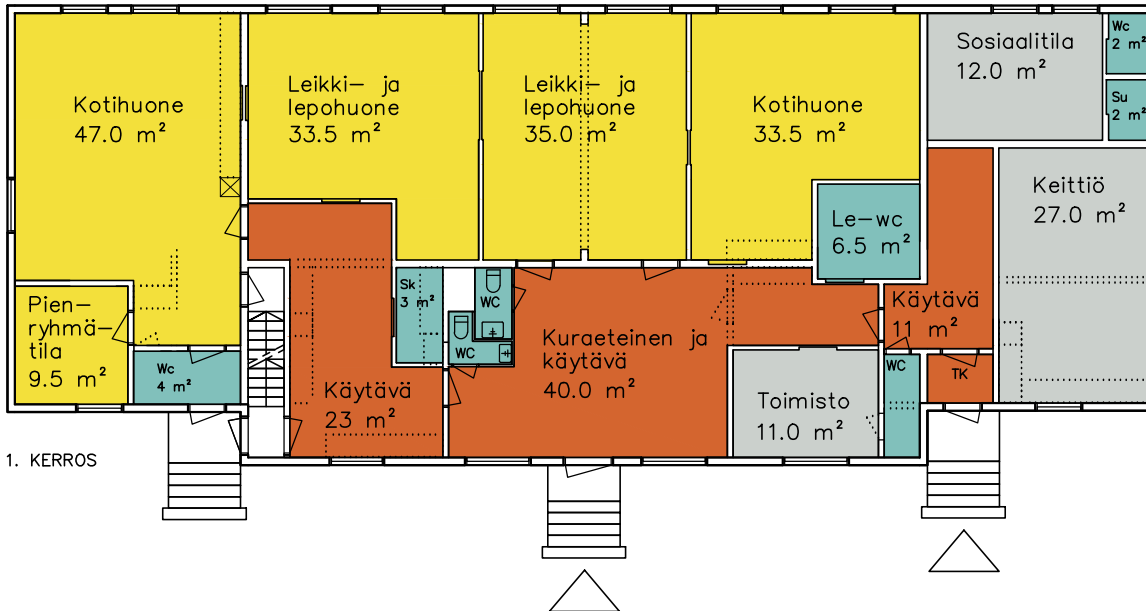 Kotihuone
47.0 m²
Leikki– ja
lepohuone
33.5 m²
Leikki– ja
lepohuone
35.0 m²
Kotihuone
33.5 m²
Sosiaalitila
12.0 m²
Wc
2 m²
Su
2 m²
Keittiö
27.0 m²
Le–wc
6.5 m²
Pien–
ryhmä–
tila
9.5 m²
Wc
4 m²
Käytävä
23 m²
Sk
3 m²
WC
WC
Kuraeteinen ja
käytävä
40.0 m²
Käytävä
11 m²
Toimisto
11.0 m²
WC
TK
1. KERROS